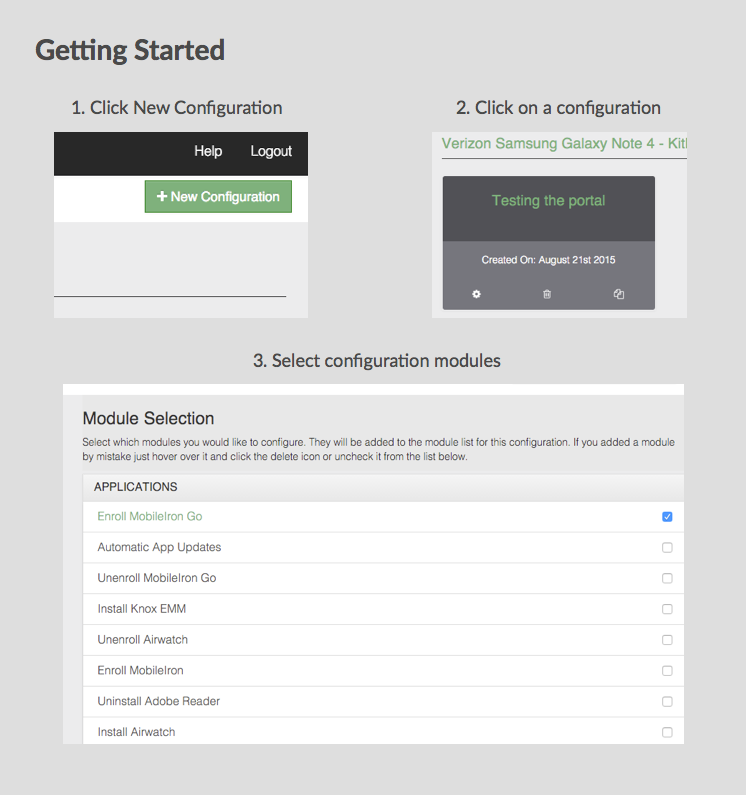 Getting Started
1. Click New Configuration
2. Click on a configuration
Help Logout
+ New Configuration
Verizon Samsung Galaxy Note 4 -
Testing the portal
Created On: August 21st 2015
3. Select configuration modules
Module Selection
Select which modules you would like to configure. They will be added to the module list for this configuration. If you added a module
by mistake just hover over it and click the delete icon or uncheck it from the list below.
APPLICATIONS
Enroll MobileIron Go
Automatic App Updates
Unenroll MobileIron Go
Install Knox EMM
Unenroll Airwatch
Enroll MobileIron
Uninstall Adobe Reader
Install Airwatch